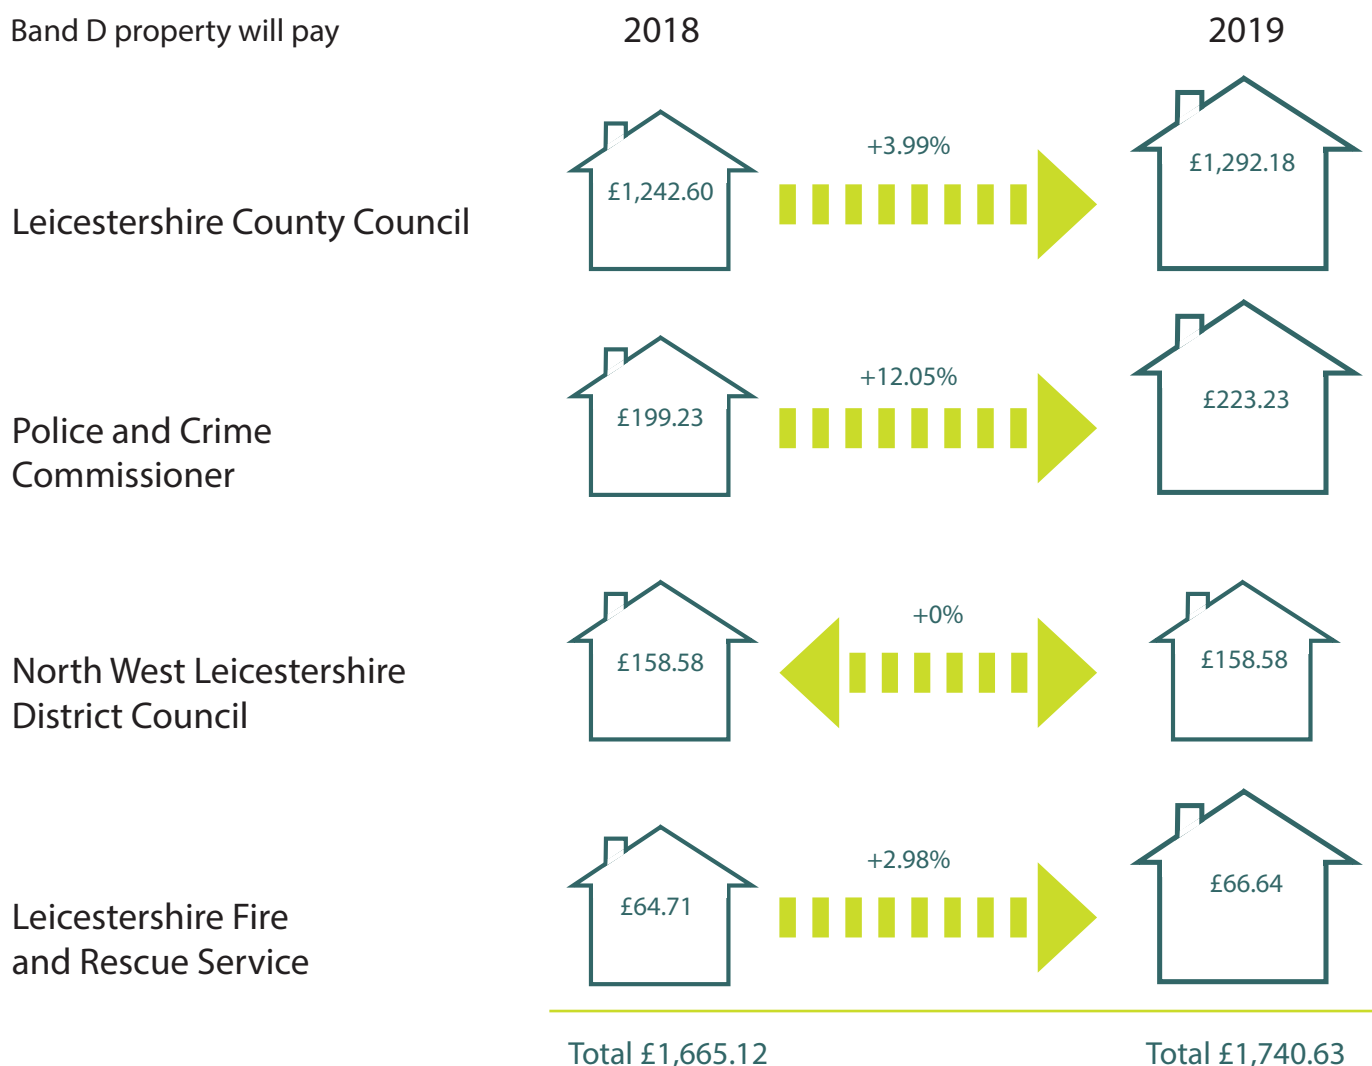 Band D property will pay
2018
2019
Leicestershire County Council
£1,242.60
+3.99%
£1,292.18
Police and Crime
Commissioner
£199.23
+12.05%
£223.23
North West Leicestershire
District Council
£158.58
+0%
£158.58
Leicestershire Fire
and Rescue Service
£64.71
+2.98%
£66.64
Total £1,665.12
Total £1,740.63